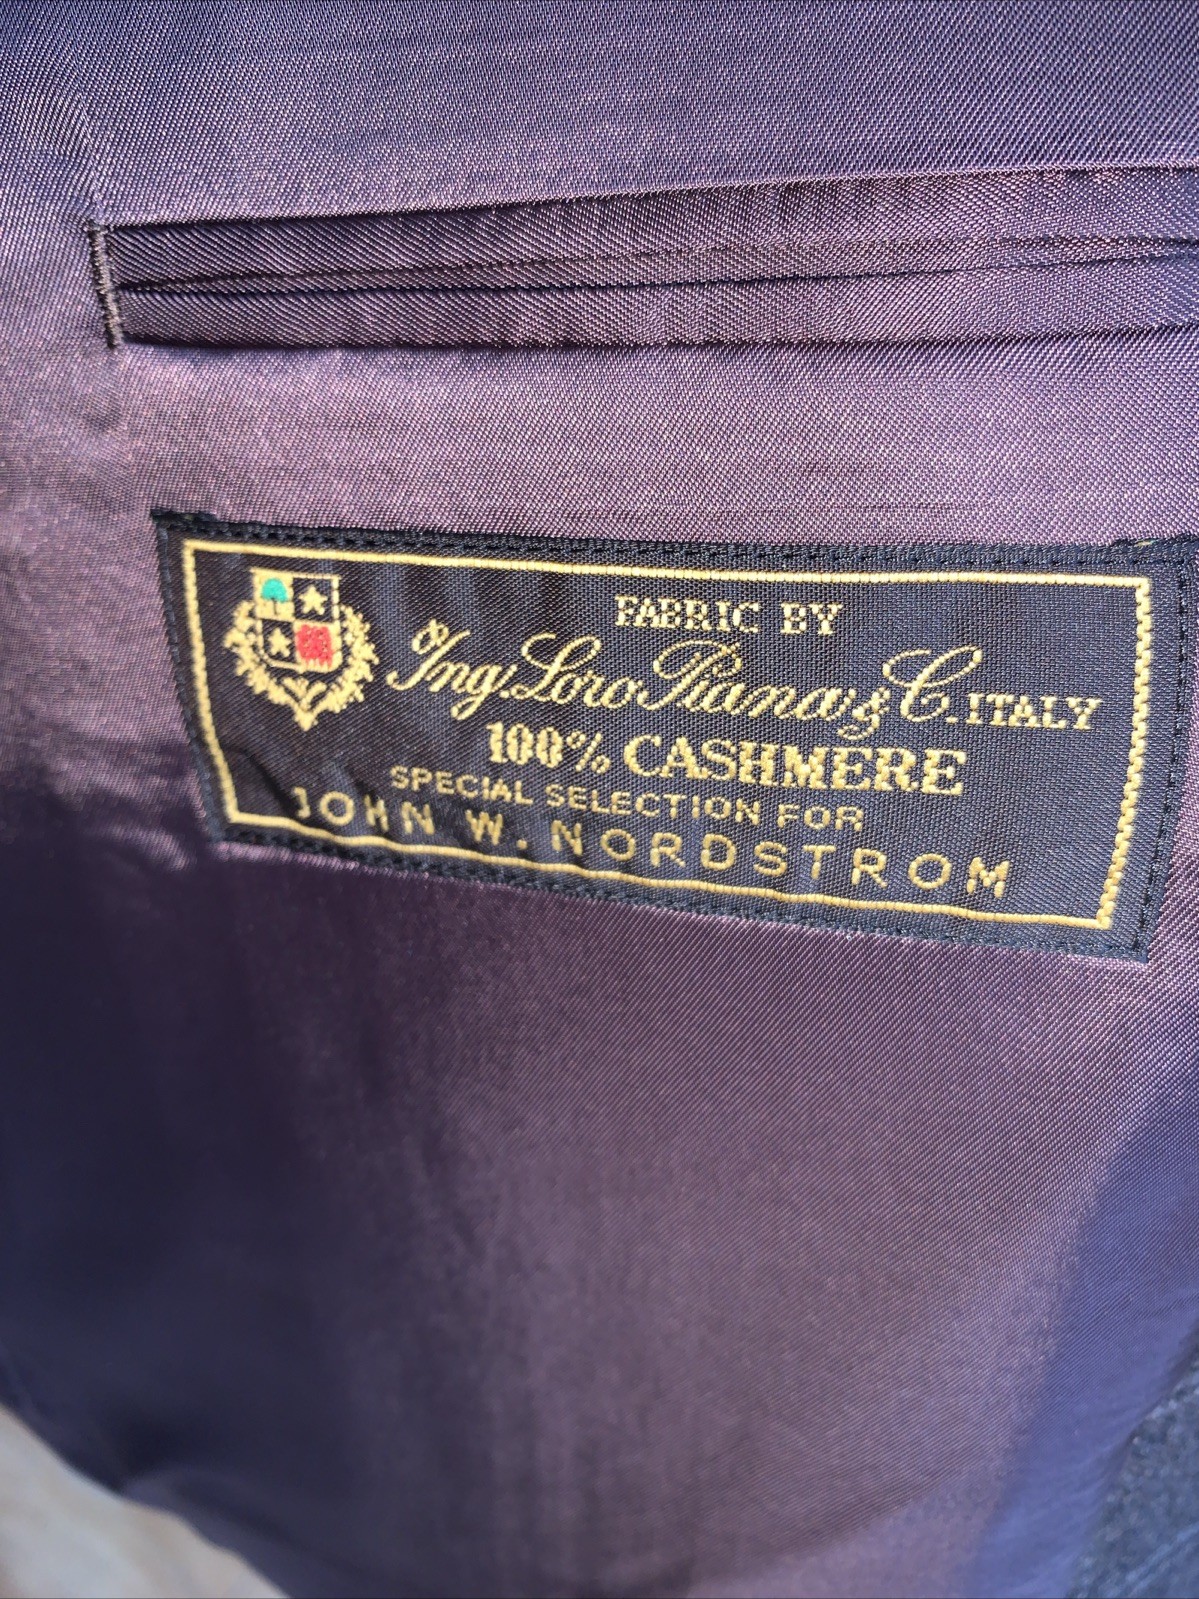 FABRIC BY
Ing. Loro Piana & C. ITALY
100% CASHMERE
SPECIAL SELECTION FOR
JOHN W. NORDSTROM